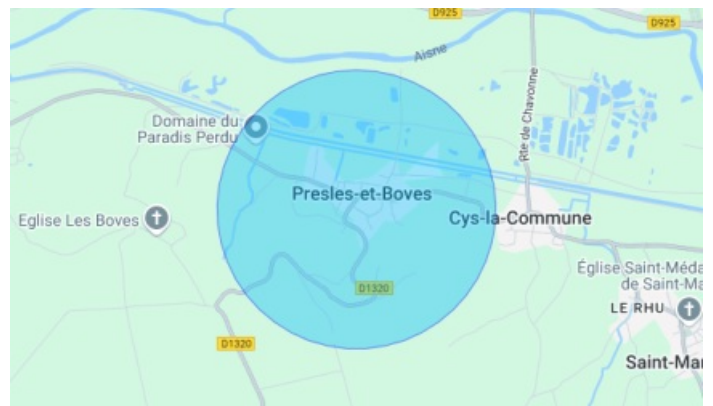 D925
D925
Aisne
Rte de Chavonne
Domaine du
Paradis Perdu
Presles-et-Boves
Eglise Les Boves
Cys-la-Commune
Église Saint-Méda
de Saint-Ma
D1320
LE RHU
D1320
Saint-Mar